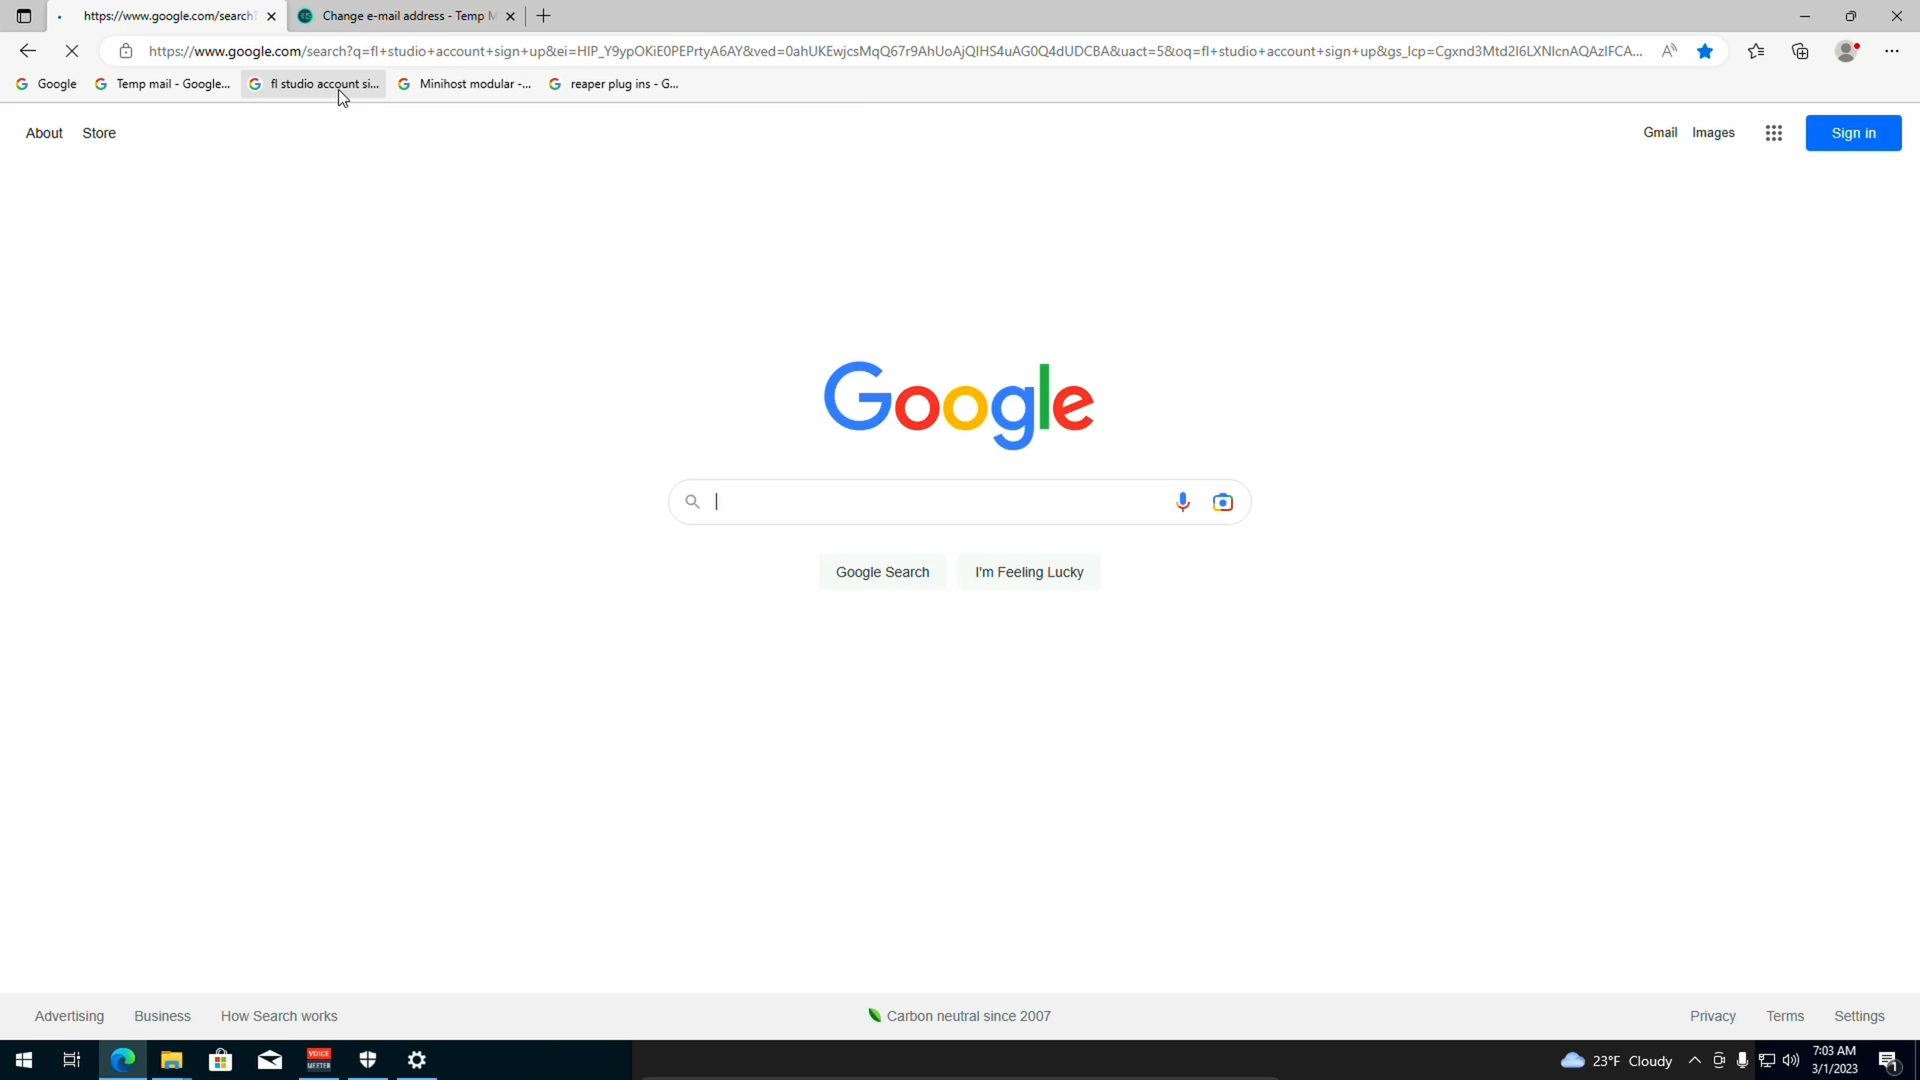 https://www.google.com/search?
Change e-mail address - Temp M
https://www.google.com/search?q=fl+studio+account+sign+up&ei=HIP_Y9ypOKiE0PEPrtyA6AY&ved=0ahUKEwjcsMqQ67r9AhUoAjQIHS4uAG0Q4dUDCBA&uact=5&oq=fl+studio+account+sign+up&gs_lcp=Cgxnd3Mtd2l6LXNlcnAQAzIFCA...
Google
Temp mail - Google...
fl studio account si...
Minihost modular -...
reaper plug ins - G...
About
Store
Gmail
Images
Sign in
Google
Google Search
I'm Feeling Lucky
Advertising
Business
How Search works
Carbon neutral since 2007
Privacy
Terms
Settings
VOICE
MEETER
23°F Cloudy
7:03 AM
3/1/2023
1